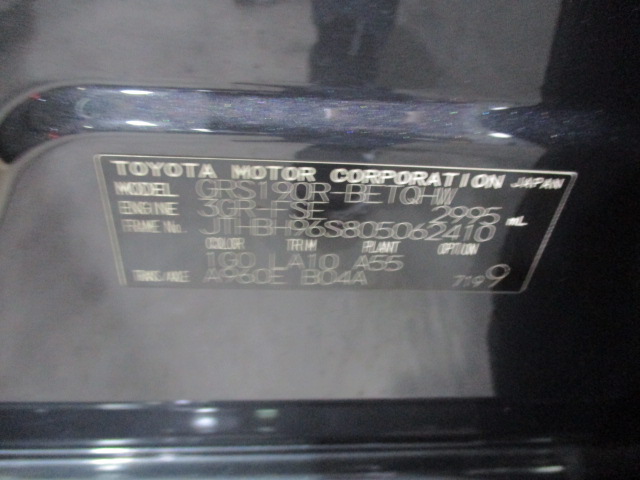 TOYOTA MOTOR CORPORATION JAPAN
MODEL GRS190R-BETQHW
ENGINE 3GR-FSE 2995 mL
FRAME No. JTHBH96S805062410
COLOR TRIM PLANT OPTION
1G0 LA10 A55
TRANS/AXLE A960E B04A 7199